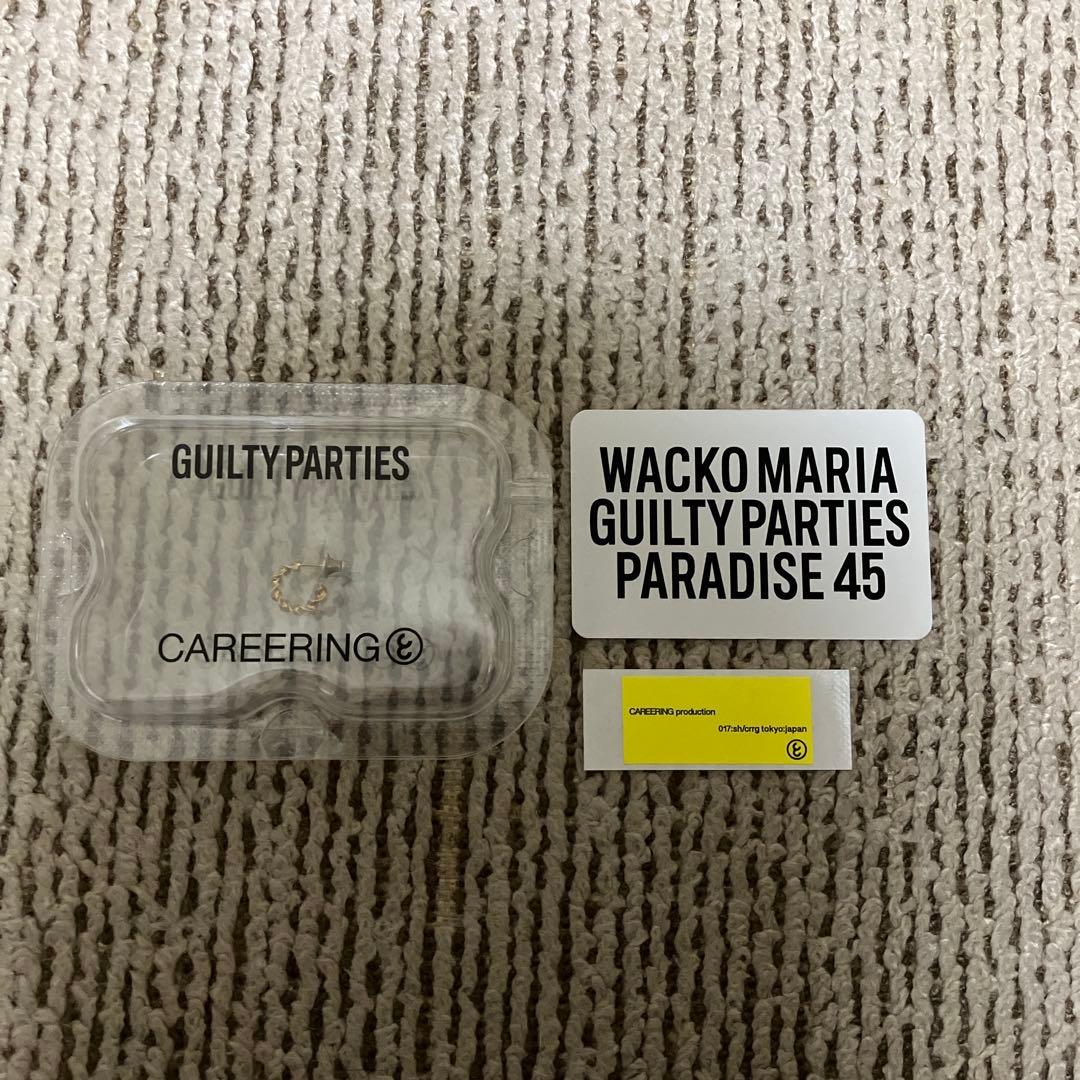 GUILTY PARTIES
CAREERING
WACKO MARIA
GUILTY PARTIES
PARADISE 45
CAREERING production
017:sh/crrg tokyo:japan